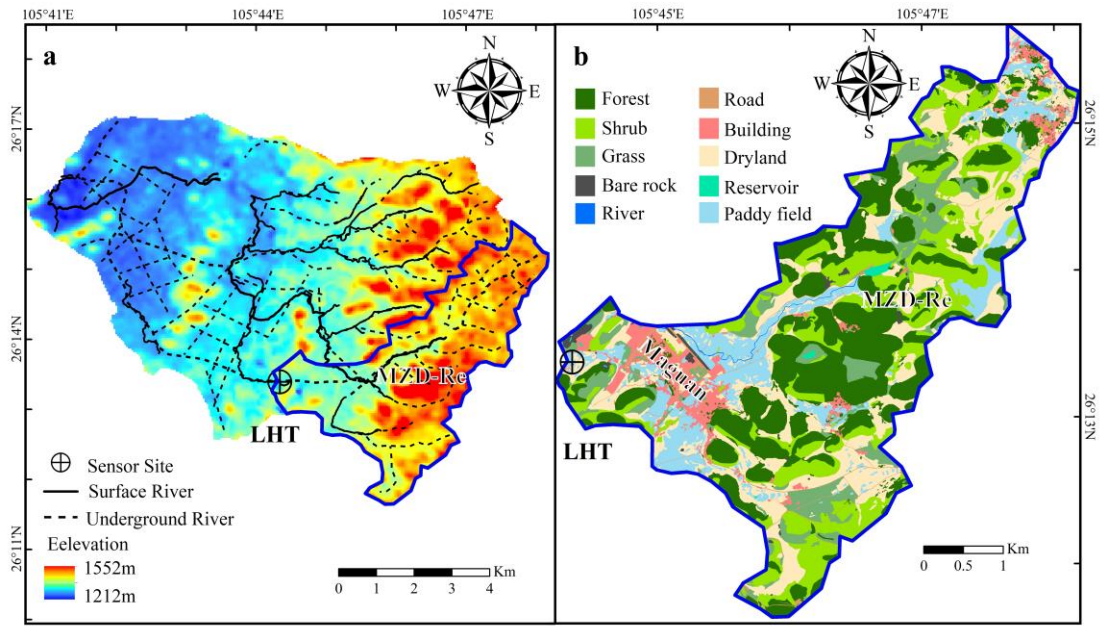 105°41'E
105°44'E
105°47'E
105°45'E
105°47'E
a
N
W
E
S
26°17'N
26°14'N
26°11'N
MZD-Re
LHT
Sensor Site
Surface River
Underground River
Eelevation
1552m
1212m
Km
0 1 2 3 4
b
N
W
E
S
Forest
Shrub
Grass
Bare rock
River
Road
Building
Dryland
Reservoir
Paddy field
26°15'N
26°13'N
MZD-Re
Maguan
LHT
Km
0 0.5 1